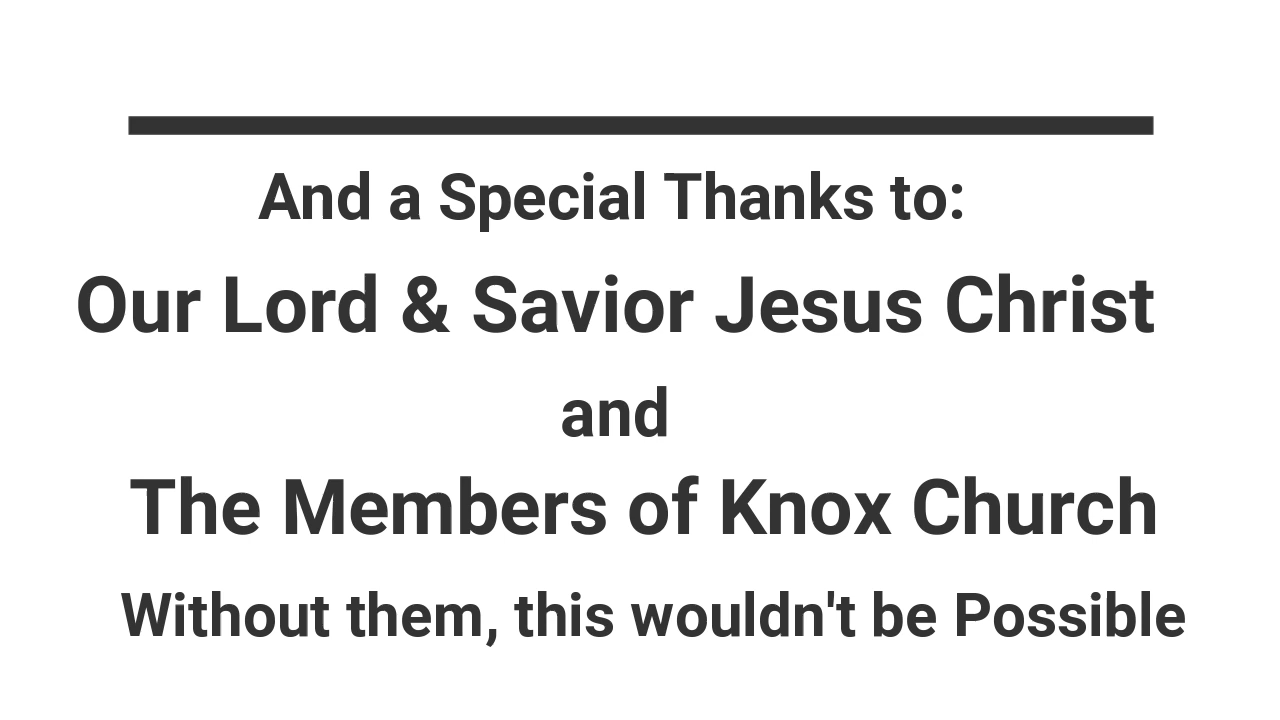 And a Special Thanks to:
Our Lord & Savior Jesus Christ
and
The Members of Knox Church
Without them, this wouldn't be Possible